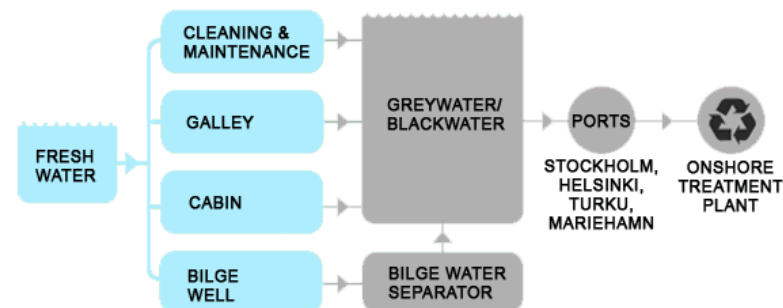 FRESH
WATER
CLEANING &
MAINTENANCE
GALLEY
CABIN
BILGE
WELL
GREYWATER/
BLACKWATER
BILGE WATER
SEPARATOR
PORTS
STOCKHOLM,
HELSINKI,
TURKU,
MARIEHAMN
ONSHORE
TREATMENT
PLANT